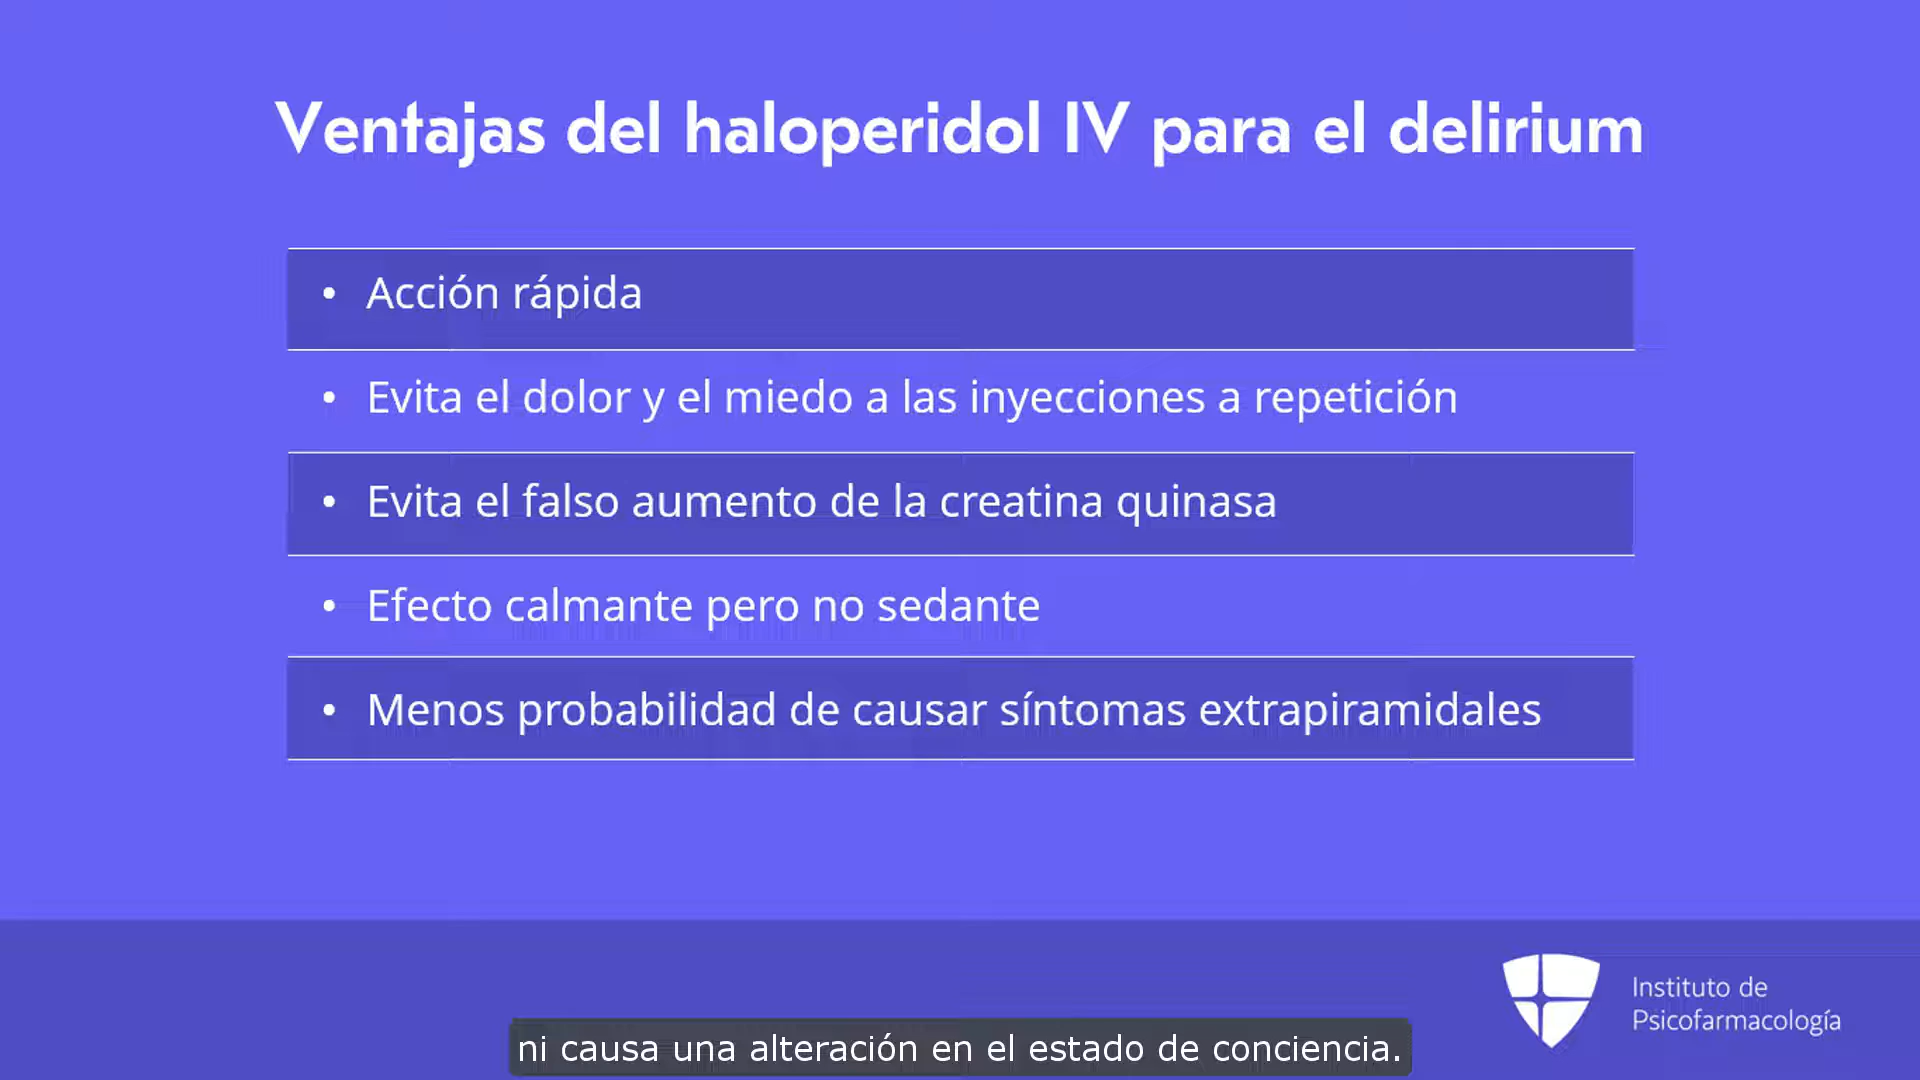 Ventajas del haloperidol IV para el delirium
• Acción rápida
• Evita el dolor y el miedo a las inyecciones a repetición
• Evita el falso aumento de la creatina quinasa
• Efecto calmante pero no sedante
• Menos probabilidad de causar síntomas extrapiramidales
Instituto de
Psicofarmacología
ni causa una alteración en el estado de conciencia.